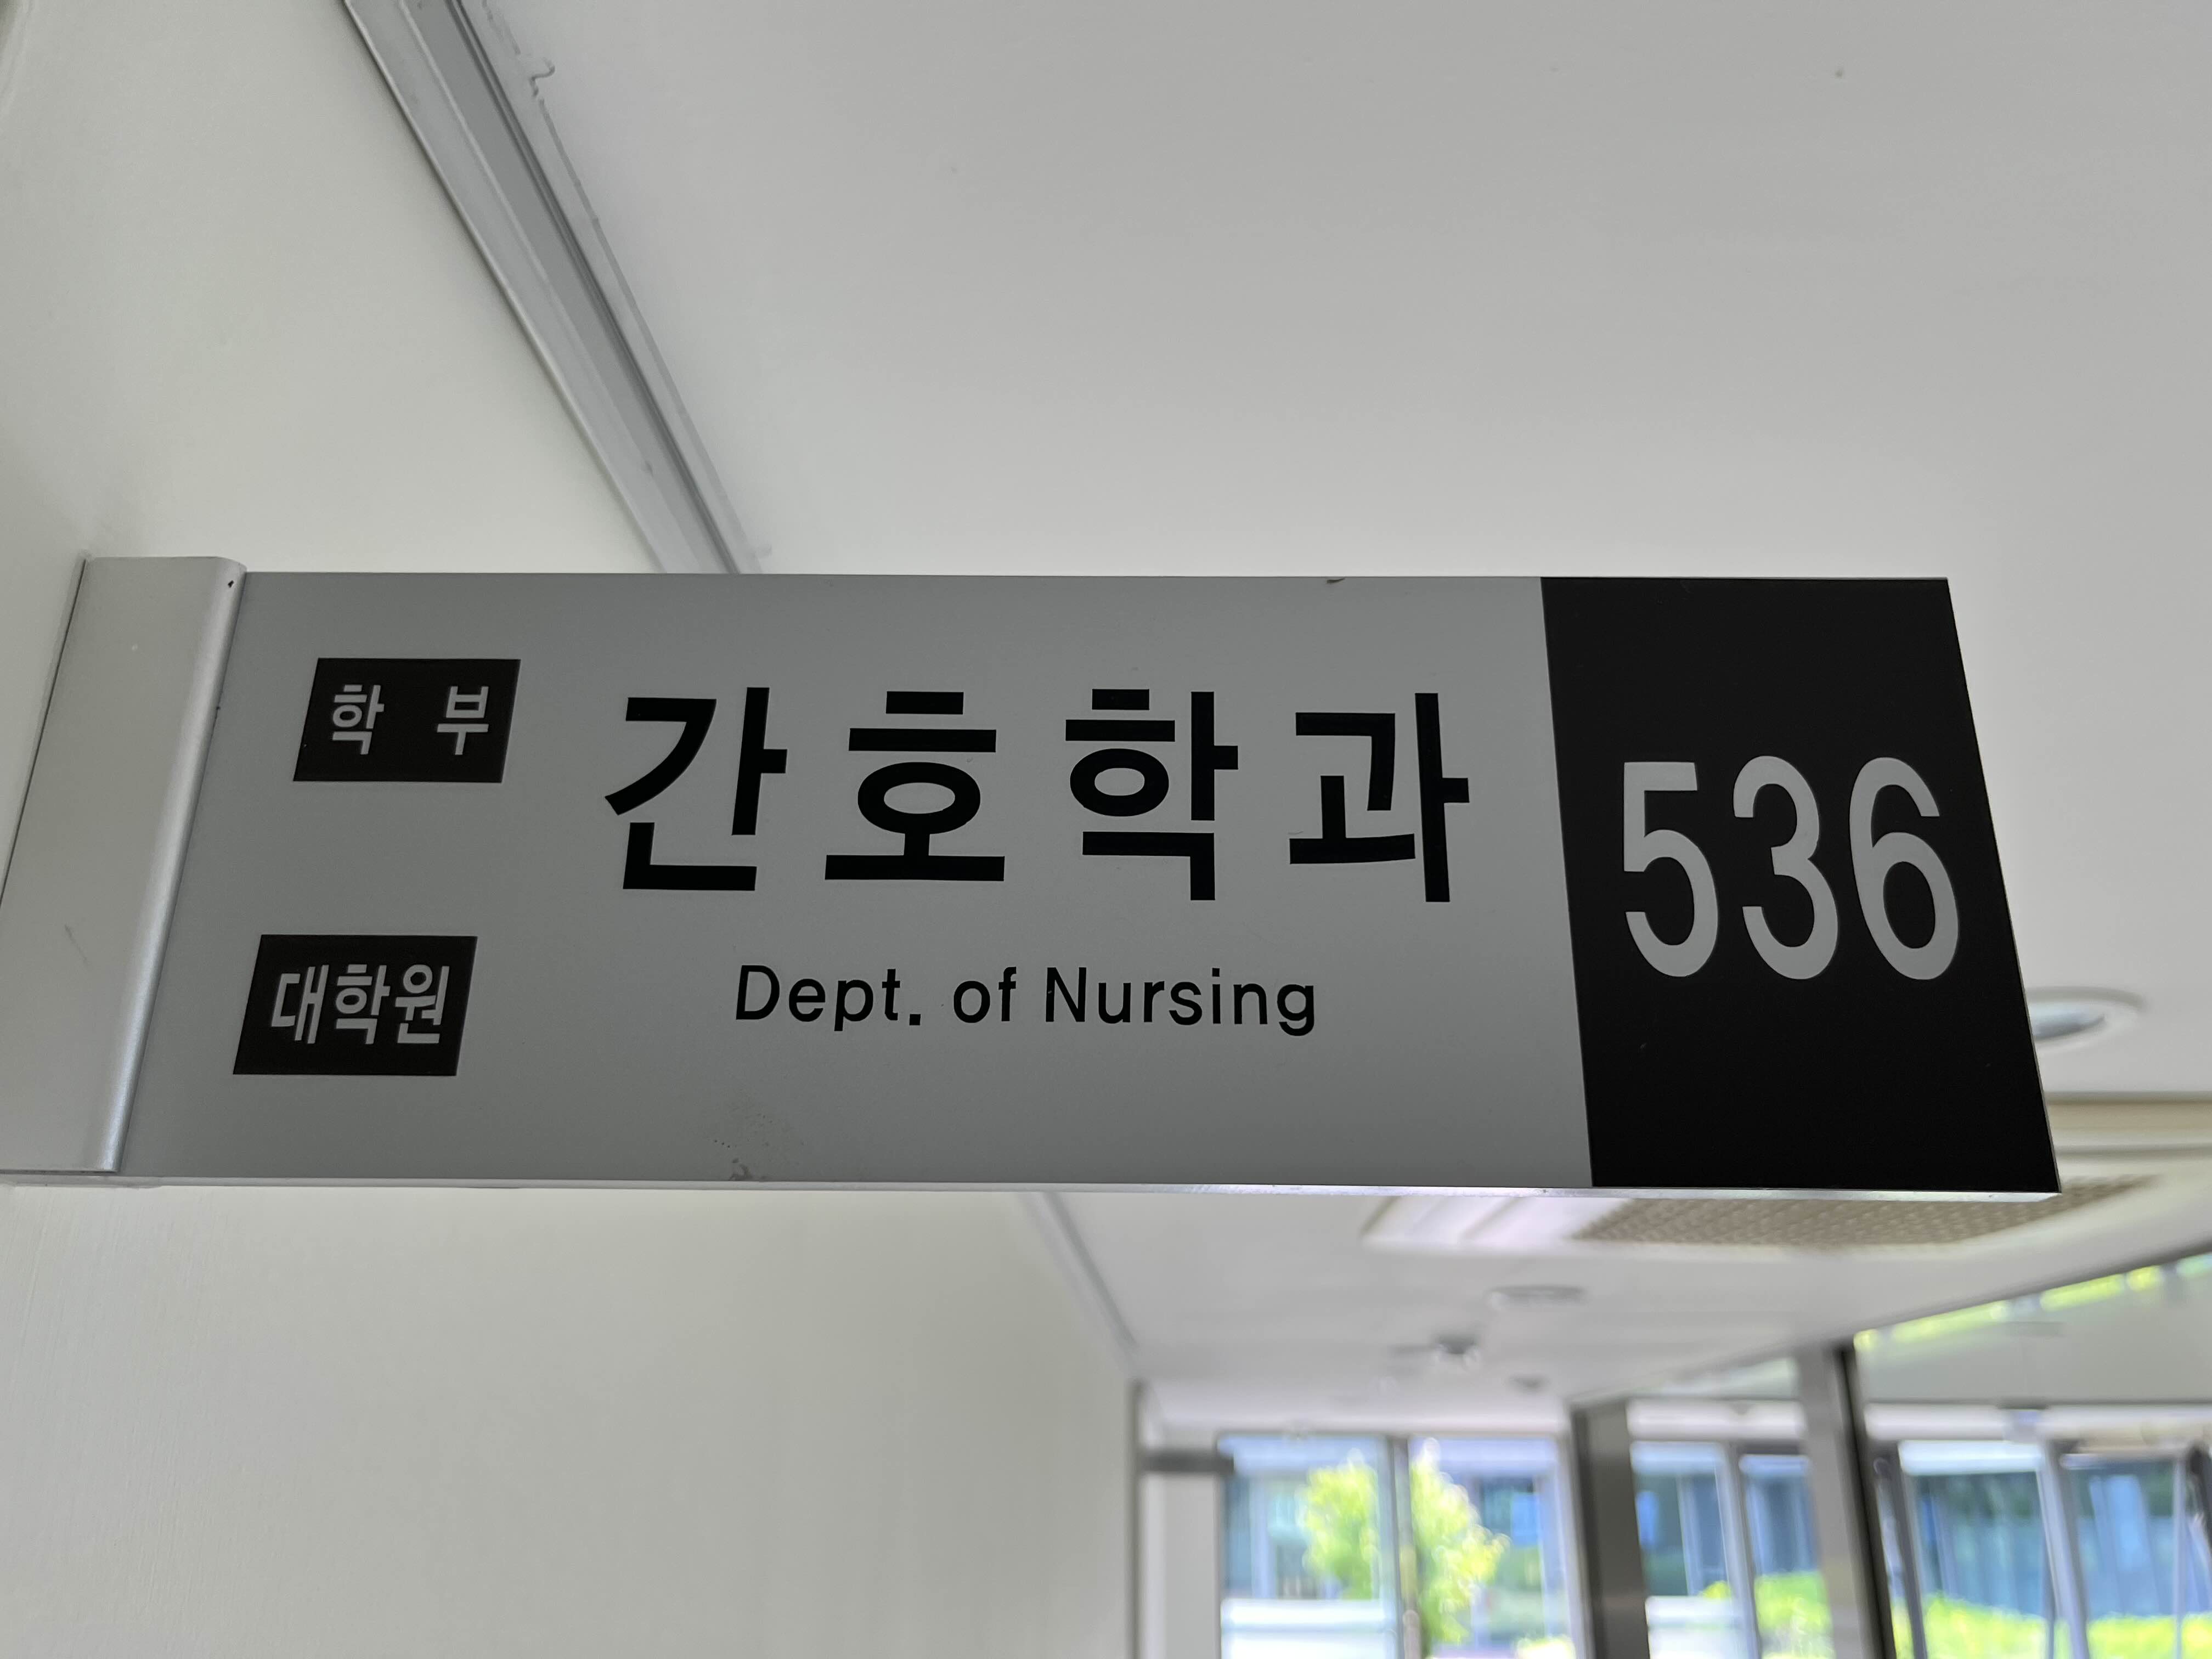 학 부
간호학과
536
대학원
Dept. of Nursing